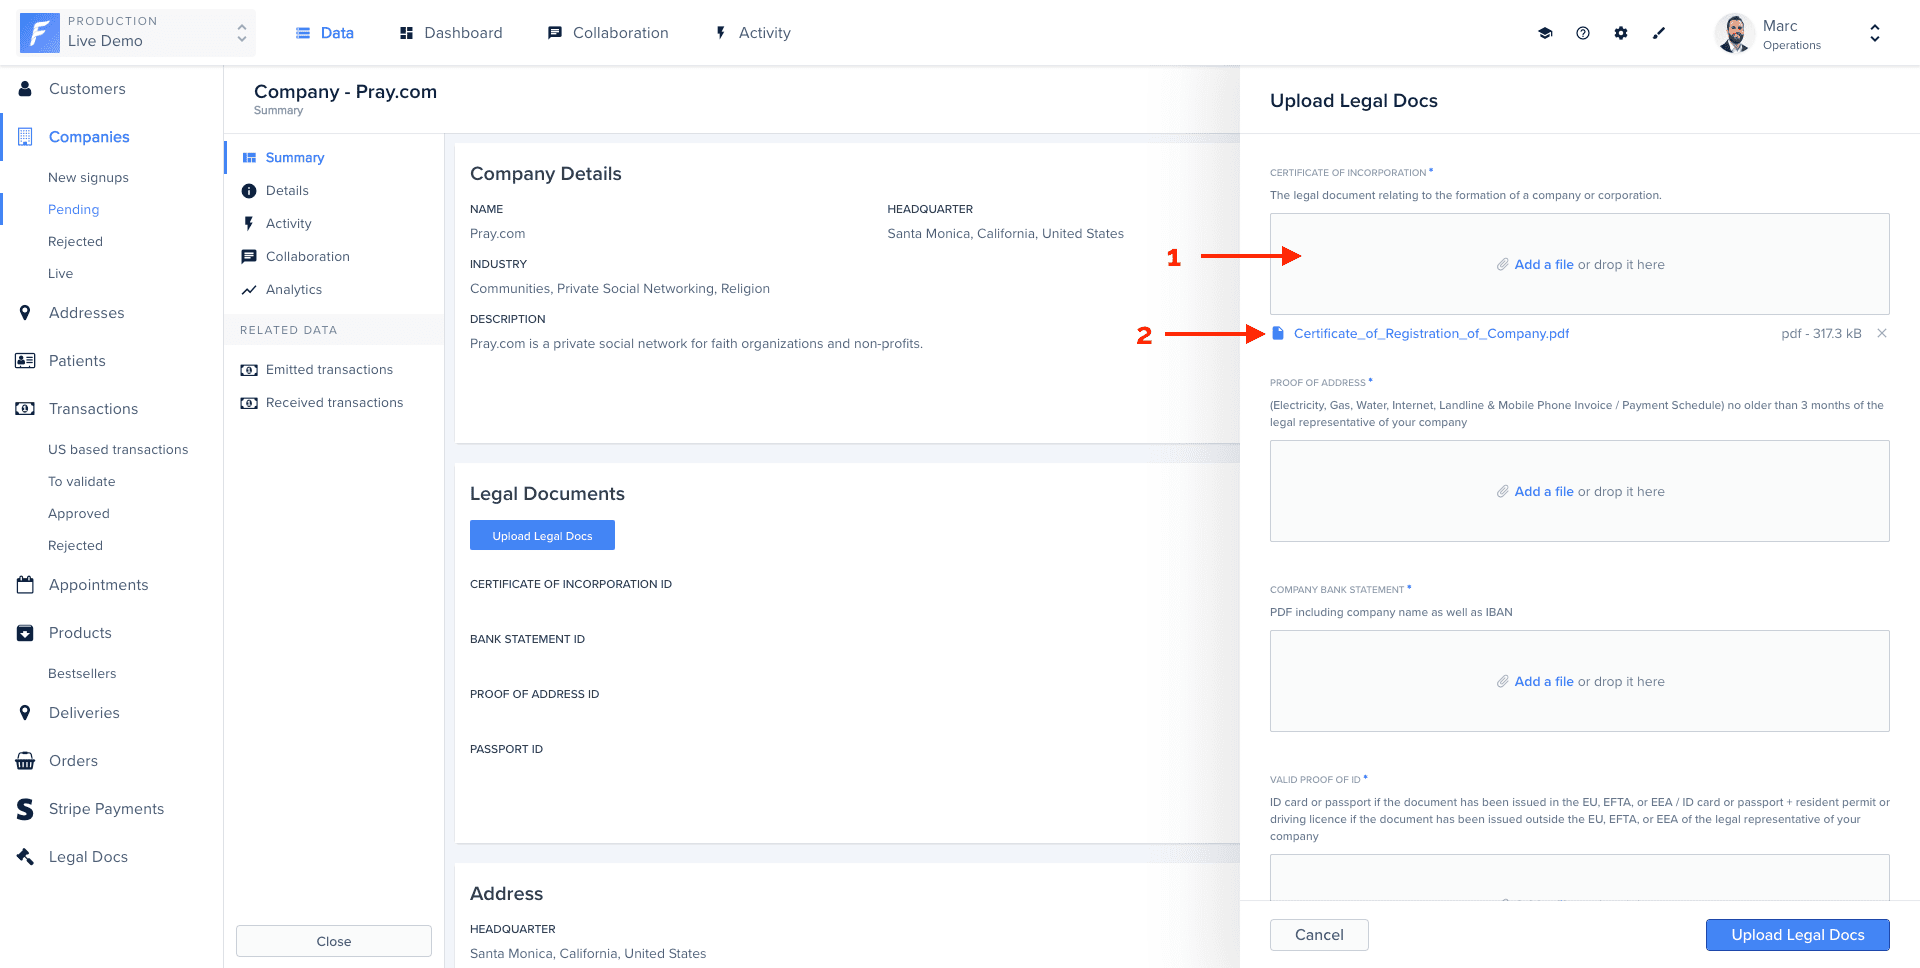 PRODUCTION
Live Demo
Data
Dashboard
Collaboration
Activity
Marc
Operations
Customers
Companies
New signups
Pending
Rejected
Live
Addresses
Patients
Transactions
US based transactions
To validate
Approved
Rejected
Appointments
Products
Bestsellers
Deliveries
Orders
Stripe Payments
Legal Docs
Company - Pray.com
Summary
Summary
Details
Activity
Collaboration
Analytics
RELATED DATA
Emitted transactions
Received transactions
Close
Company Details
NAME
Pray.com
HEADQUARTER
Santa Monica, California, United States
INDUSTRY
Communities, Private Social Networking, Religion
DESCRIPTION
Pray.com is a private social network for faith organizations and non-profits.
Legal Documents
Upload Legal Docs
CERTIFICATE OF INCORPORATION ID
BANK STATEMENT ID
PROOF OF ADDRESS ID
PASSPORT ID
Address
HEADQUARTER
Santa Monica, California, United States
Upload Legal Docs
CERTIFICATE OF INCORPORATION *
The legal document relating to the formation of a company or corporation.
1
Add a file or drop it here
2
Certificate_of_Registration_of_Company.pdf
pdf - 317.3 kB
PROOF OF ADDRESS *
(Electricity, Gas, Water, Internet, Landline & Mobile Phone Invoice / Payment Schedule) no older than 3 months of the
legal representative of your company
Add a file or drop it here
COMPANY BANK STATEMENT *
PDF including company name as well as IBAN
Add a file or drop it here
VALID PROOF OF ID *
ID card or passport if the document has been issued in the EU, EFTA, or EEA / ID card or passport + resident permit or
driving licence if the document has been issued outside the EU, EFTA, or EEA of the legal representative of your
company
Cancel
Upload Legal Docs